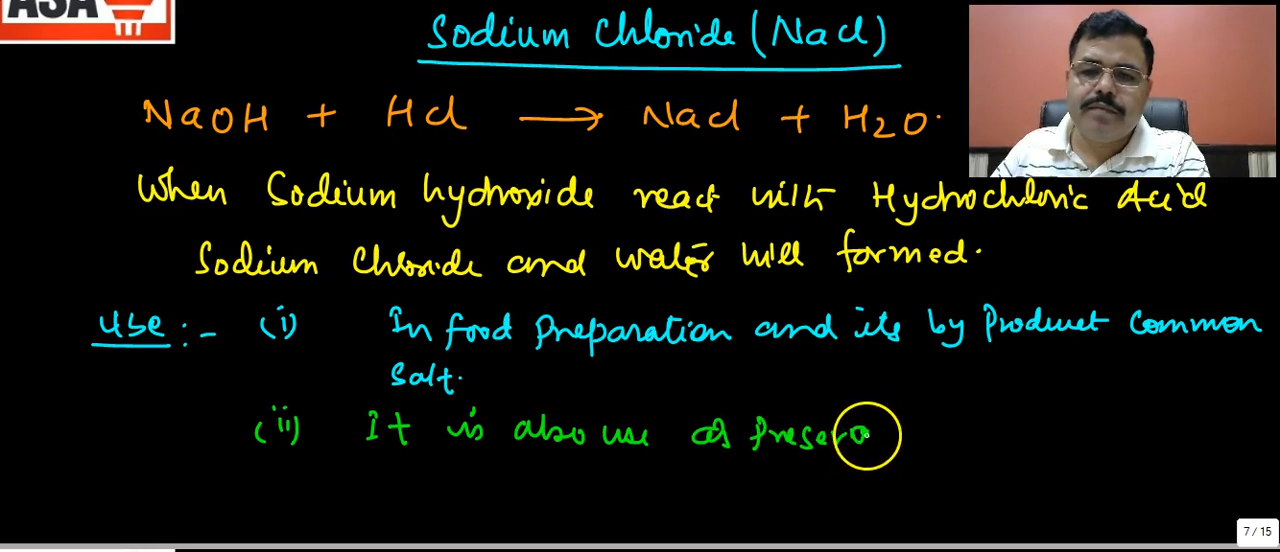 ASA
Sodium Chloride (NaCl)
NaOH + HCl → NaCl + H2O.
When Sodium hydroxide react with Hydrochloric Acid
Sodium Chloride and water will formed.
Use :- (i) In food preparation and its by product common
Salt.
(ii) It is also use as Preserva
7 / 15